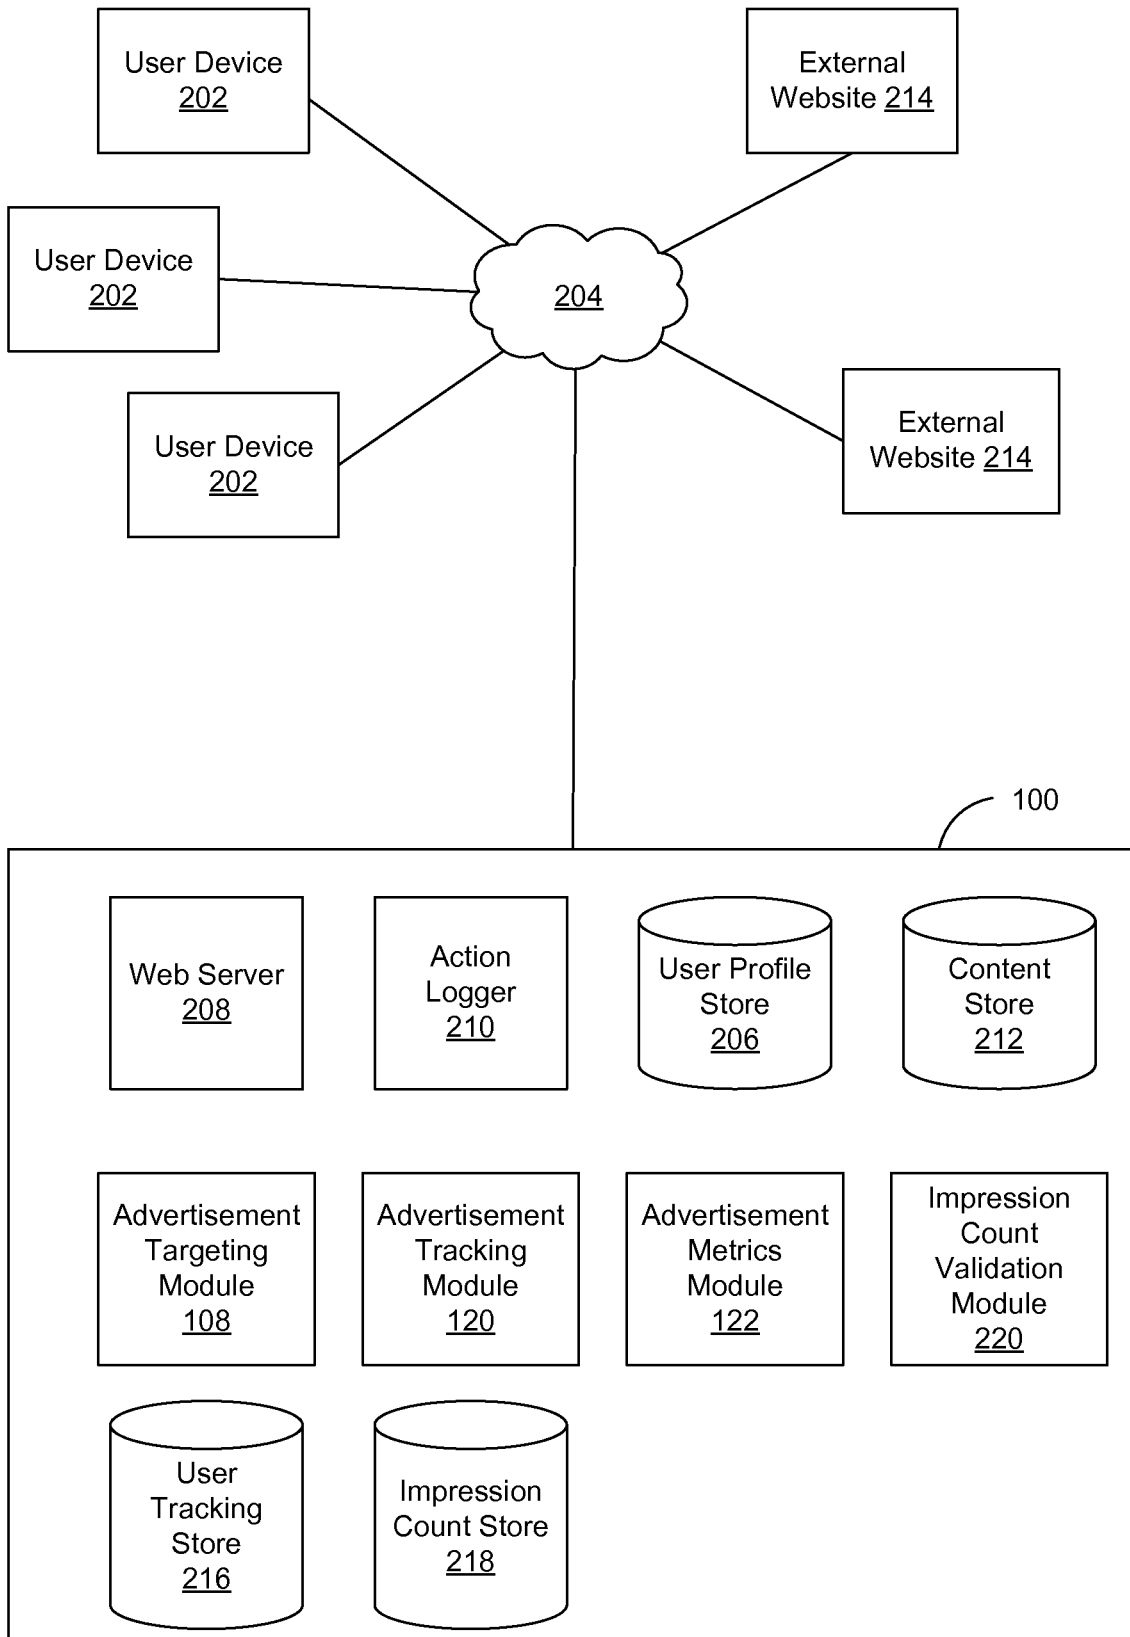 User Device
202
External
Website 214
User Device
202
204
User Device
202
External
Website 214
100
Web Server
208
Action
Logger
210
User Profile
Store
206
Content
Store
212
Advertisement
Targeting
Module
108
Advertisement
Tracking
Module
120
Advertisement
Metrics
Module
122
Impression
Count
Validation
Module
220
User
Tracking
Store
216
Impression
Count Store
218